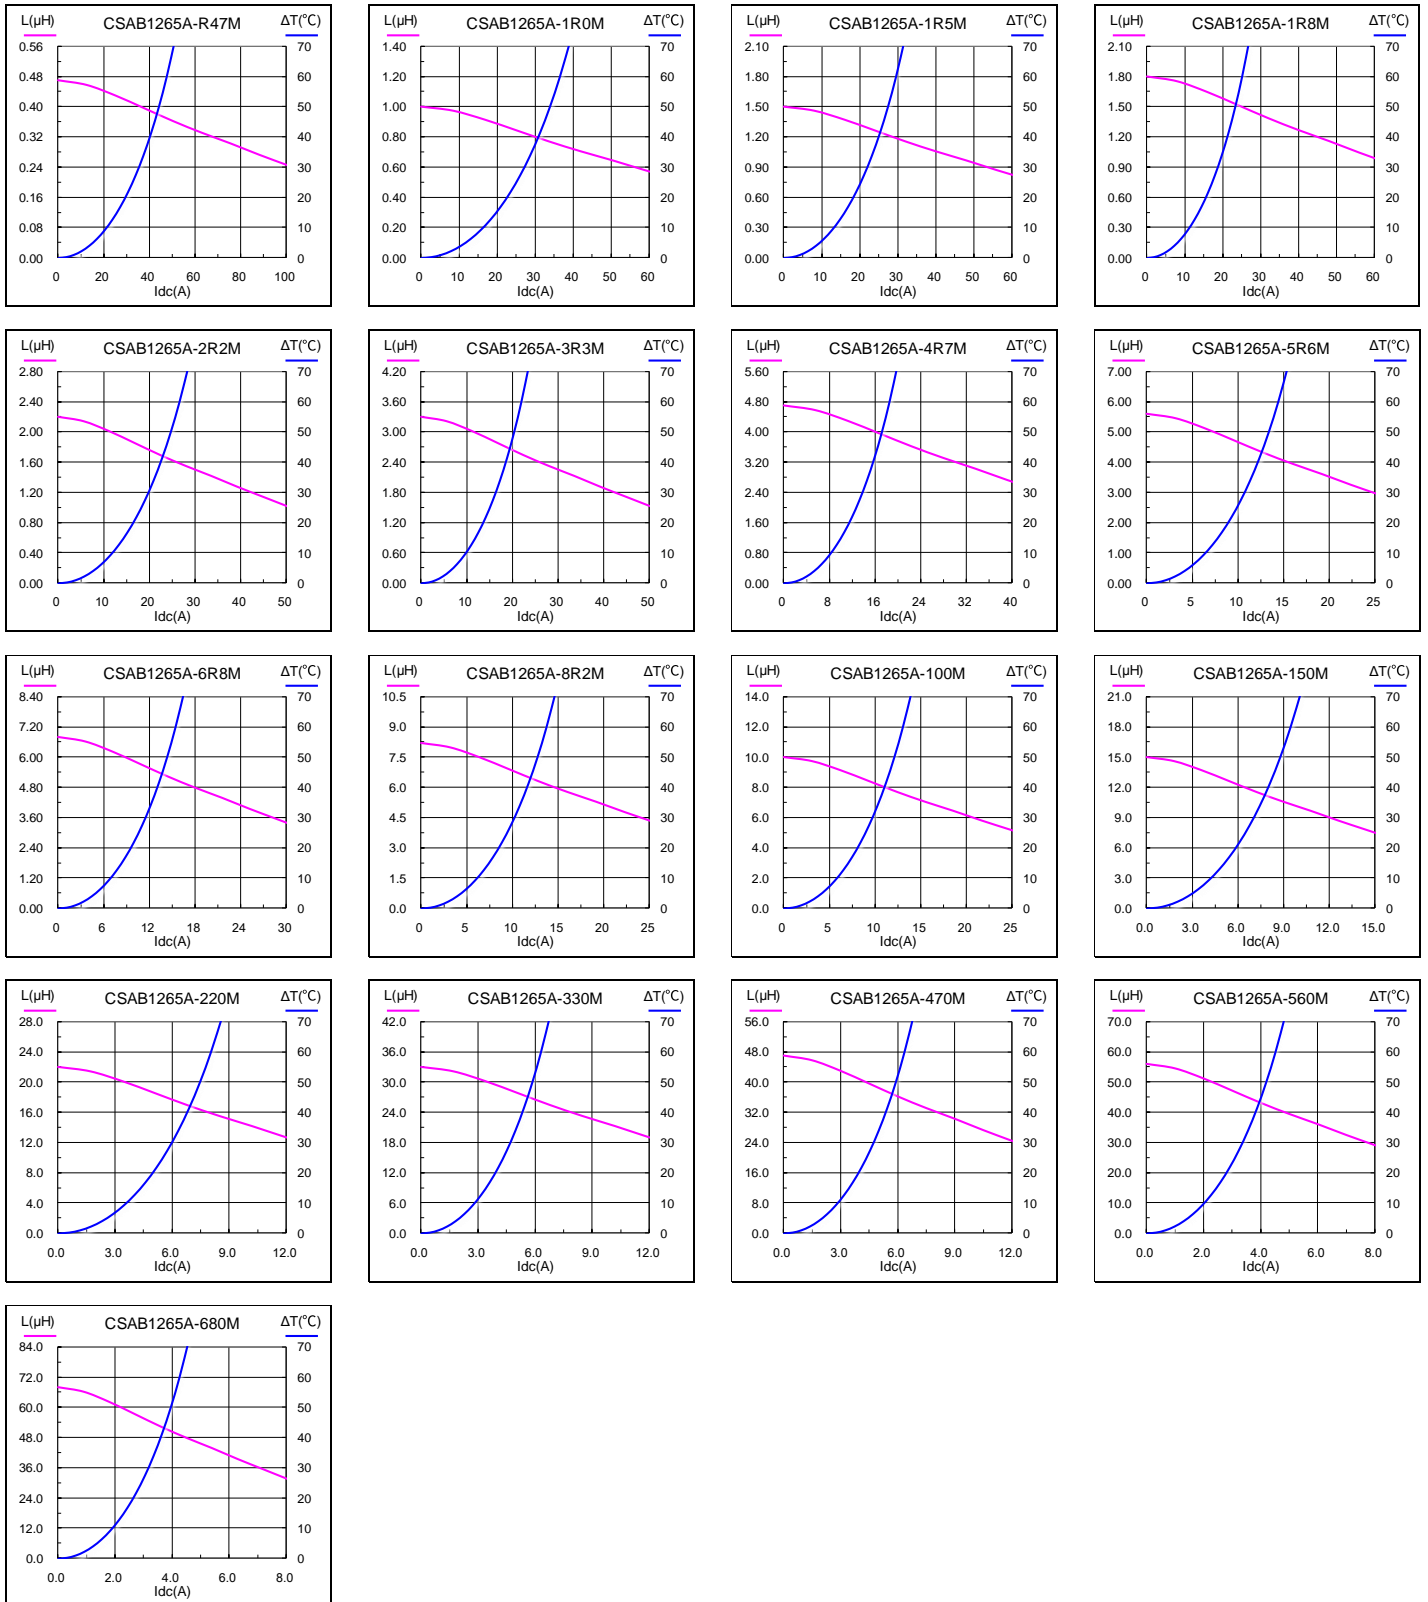 L(μH) CSAB1265A-R47M ΔT(℃)
0.56 70
0.48 60
0.40 50
0.32 40
0.24 30
0.16 20
0.08 10
0.00 0
0 20 40 60 80 100
Idc(A)
L(μH) CSAB1265A-1R0M ΔT(℃)
1.40 70
1.20 60
1.00 50
0.80 40
0.60 30
0.40 20
0.20 10
0.00 0
0 10 20 30 40 50 60
Idc(A)
L(μH) CSAB1265A-1R5M ΔT(℃)
2.10 70
1.80 60
1.50 50
1.20 40
0.90 30
0.60 20
0.30 10
0.00 0
0 10 20 30 40 50 60
Idc(A)
L(μH) CSAB1265A-1R8M ΔT(℃)
2.10 70
1.80 60
1.50 50
1.20 40
0.90 30
0.60 20
0.30 10
0.00 0
0 10 20 30 40 50 60
Idc(A)
L(μH) CSAB1265A-2R2M ΔT(℃)
2.80 70
2.40 60
2.00 50
1.60 40
1.20 30
0.80 20
0.40 10
0.00 0
0 10 20 30 40 50
Idc(A)
L(μH) CSAB1265A-3R3M ΔT(℃)
4.20 70
3.60 60
3.00 50
2.40 40
1.80 30
1.20 20
0.60 10
0.00 0
0 10 20 30 40 50
Idc(A)
L(μH) CSAB1265A-4R7M ΔT(℃)
5.60 70
4.80 60
4.00 50
3.20 40
2.40 30
1.60 20
0.80 10
0.00 0
0 8 16 24 32 40
Idc(A)
L(μH) CSAB1265A-5R6M ΔT(℃)
7.00 70
6.00 60
5.00 50
4.00 40
3.00 30
2.00 20
1.00 10
0.00 0
0 5 10 15 20 25
Idc(A)
L(μH) CSAB1265A-6R8M ΔT(℃)
8.40 70
7.20 60
6.00 50
4.80 40
3.60 30
2.40 20
1.20 10
0.00 0
0 6 12 18 24 30
Idc(A)
L(μH) CSAB1265A-8R2M ΔT(℃)
10.5 70
9.0 60
7.5 50
6.0 40
4.5 30
3.0 20
1.5 10
0.0 0
0 5 10 15 20 25
Idc(A)
L(μH) CSAB1265A-100M ΔT(℃)
14.0 70
12.0 60
10.0 50
8.0 40
6.0 30
4.0 20
2.0 10
0.0 0
0 5 10 15 20 25
Idc(A)
L(μH) CSAB1265A-150M ΔT(℃)
21.0 70
18.0 60
15.0 50
12.0 40
9.0 30
6.0 20
3.0 10
0.0 0
0.0 3.0 6.0 9.0 12.0 15.0
Idc(A)
L(μH) CSAB1265A-220M ΔT(℃)
28.0 70
24.0 60
20.0 50
16.0 40
12.0 30
8.0 20
4.0 10
0.0 0
0.0 3.0 6.0 9.0 12.0
Idc(A)
L(μH) CSAB1265A-330M ΔT(℃)
42.0 70
36.0 60
30.0 50
24.0 40
18.0 30
12.0 20
6.0 10
0.0 0
0.0 3.0 6.0 9.0 12.0
Idc(A)
L(μH) CSAB1265A-470M ΔT(℃)
56.0 70
48.0 60
40.0 50
32.0 40
24.0 30
16.0 20
8.0 10
0.0 0
0.0 3.0 6.0 9.0 12.0
Idc(A)
L(μH) CSAB1265A-560M ΔT(℃)
70.0 70
60.0 60
50.0 50
40.0 40
30.0 30
20.0 20
10.0 10
0.0 0
0.0 2.0 4.0 6.0 8.0
Idc(A)
L(μH) CSAB1265A-680M ΔT(℃)
84.0 70
72.0 60
60.0 50
48.0 40
36.0 30
24.0 20
12.0 10
0.0 0
0.0 2.0 4.0 6.0 8.0
Idc(A)